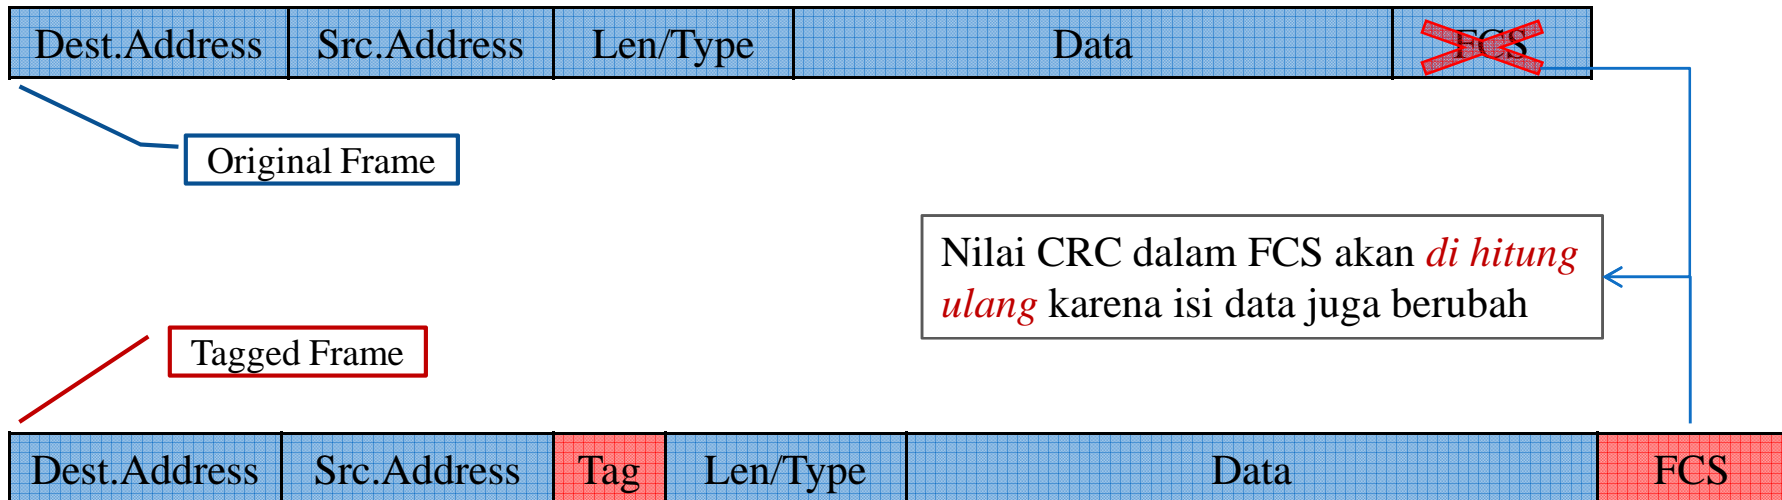 Dest.Address Src.Address Len/Type Data FCS
Original Frame
Nilai CRC dalam FCS akan di hitung
ulang karena isi data juga berubah
Tagged Frame
Dest.Address Src.Address Tag Len/Type Data FCS